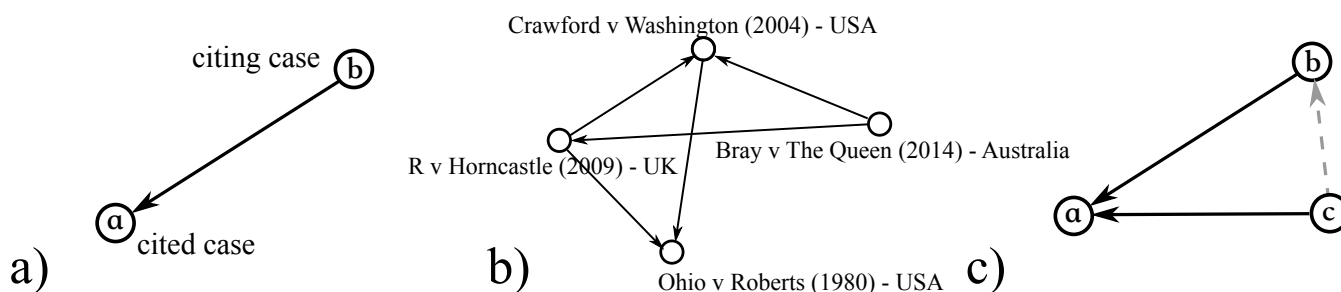 citing case
b
a
cited case
a)
Crawford v Washington (2004) - USA
Bray v The Queen (2014) - Australia
R v Horncastle (2009) - UK
Ohio v Roberts (1980) - USA
b)
b
a
c
c)